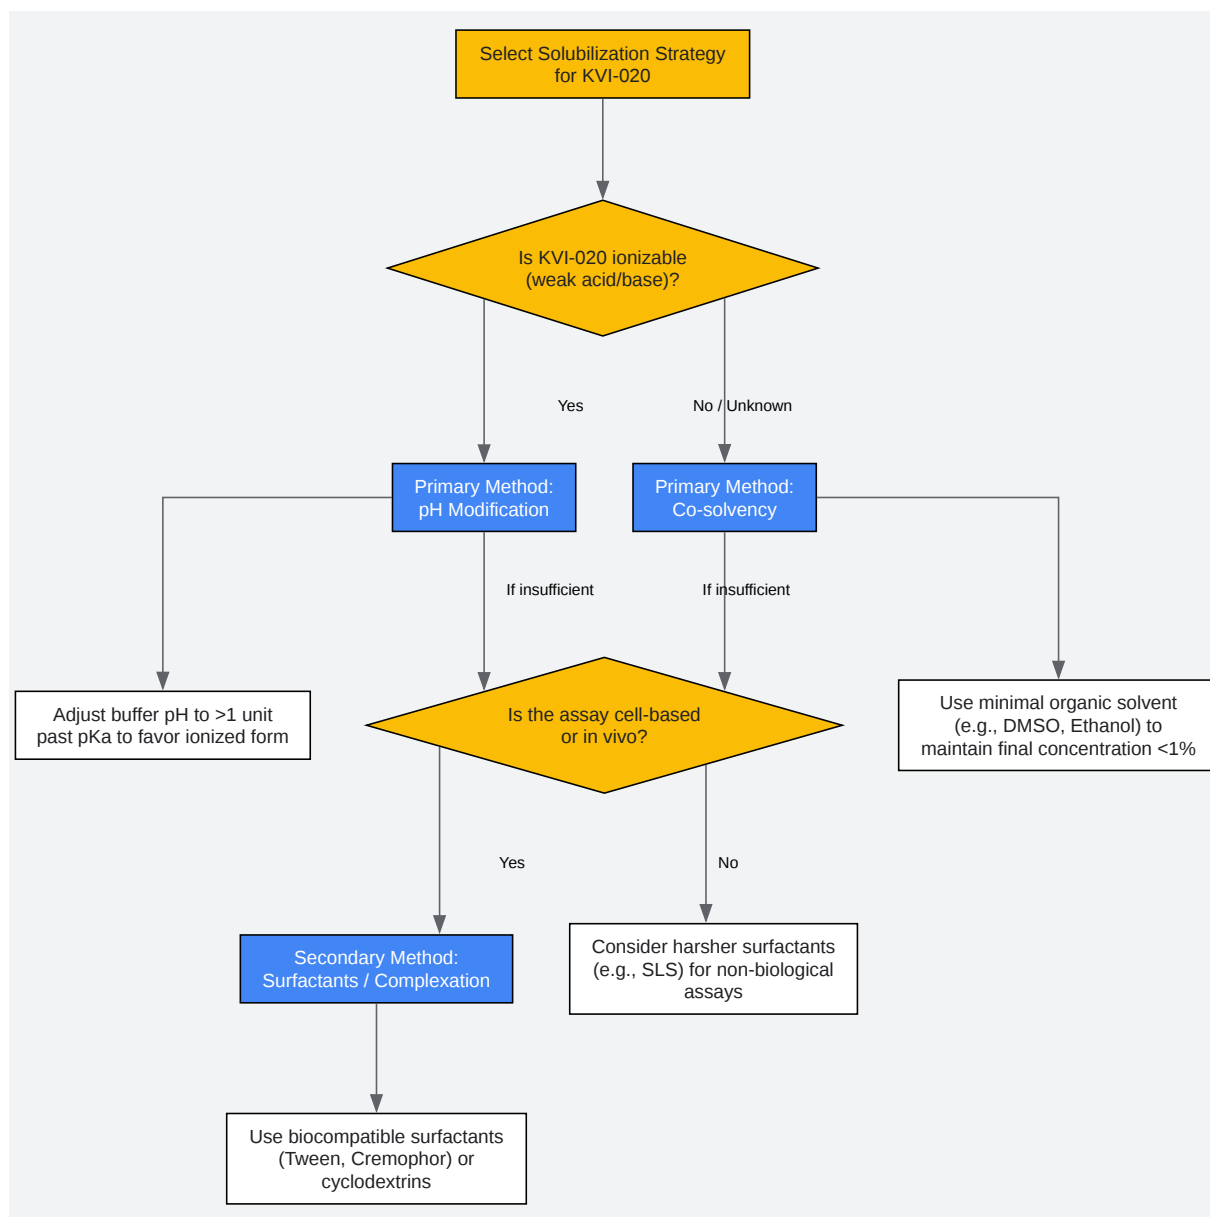 Select Solubilization Strategy
for KVI-020
Is KVI-020 ionizable
(weak acid/base)?
Yes
No / Unknown
Primary Method:
pH Modification
Primary Method:
Co-solvency
If insufficient
If insufficient
Adjust buffer pH to >1 unit
past pKa to favor ionized form
Is the assay cell-based
or in vivo?
Use minimal organic solvent
(e.g., DMSO, Ethanol) to
maintain final concentration <1%
Yes
No
Secondary Method:
Surfactants / Complexation
Consider harsher surfactants
(e.g., SLS) for non-biological
assays
Use biocompatible surfactants
(Tween, Cremophor) or
cyclodextrins